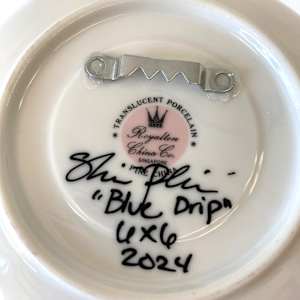 TRANSLUCENT PORCELAIN
Royalton
China Co.
SINGAPORE
FINE CHINA
"Blue Drip"
6x6
2024